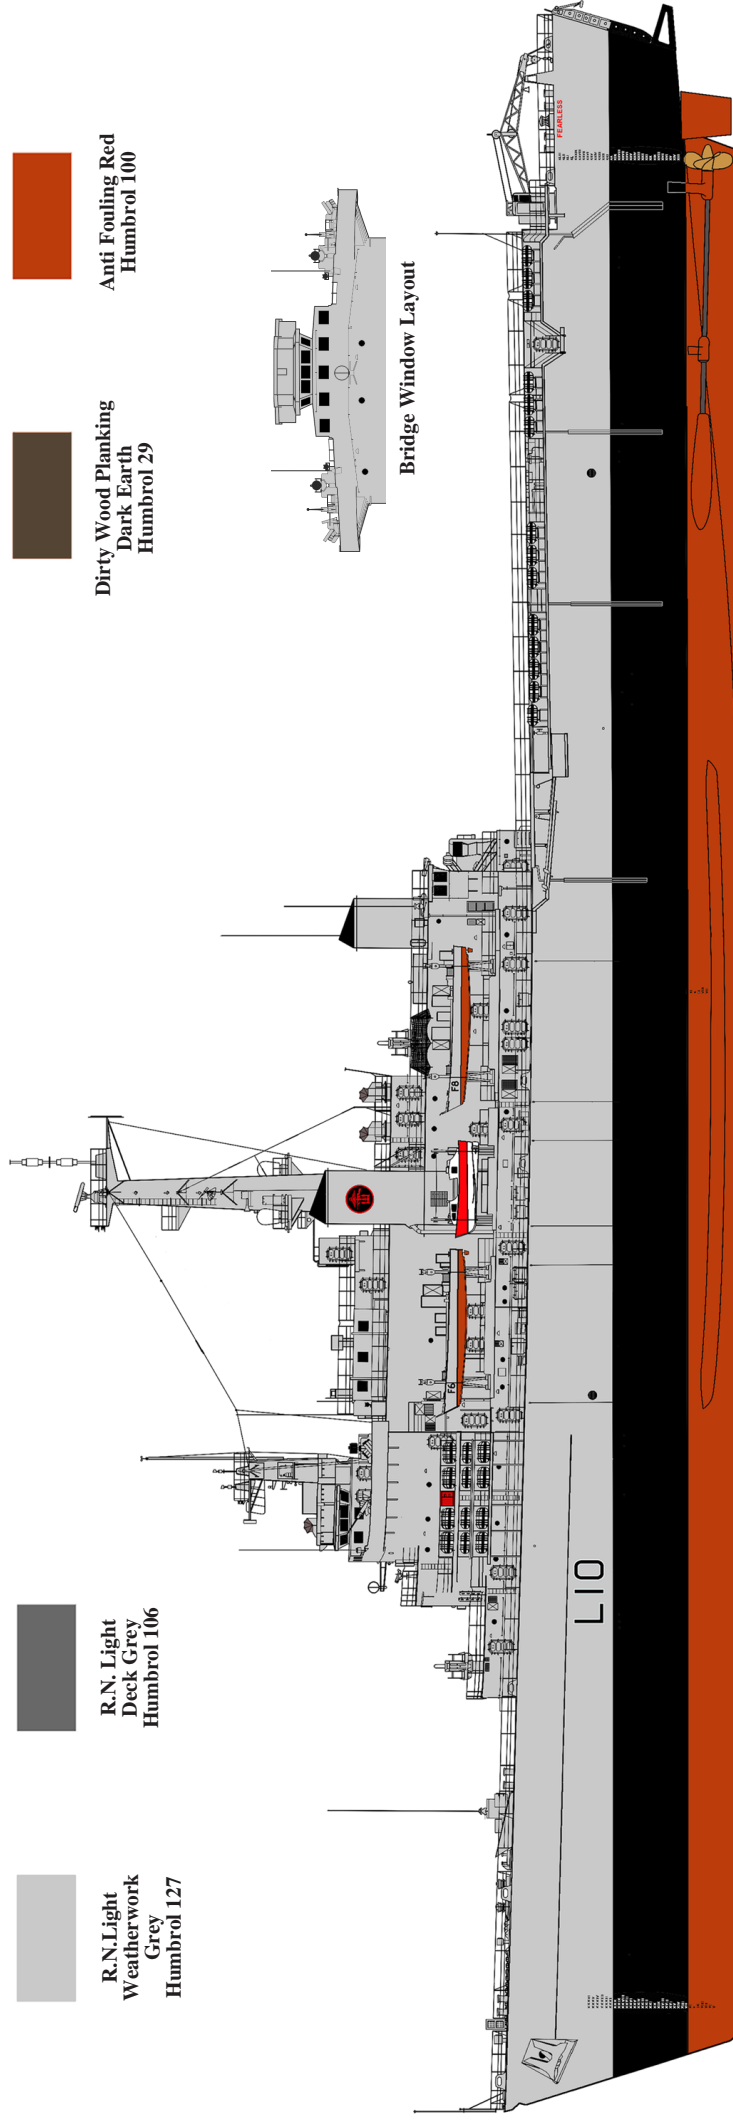 R.N.Light
Weatherwork
Grey
Humbrol 127
R.N. Light
Deck Grey
Humbrol 106
Dirty Wood Planking
Dark Earth
Humbrol 29
Anti Fouling Red
Humbrol 100
Bridge Window Layout
F6
F8
L10
FEARLESS